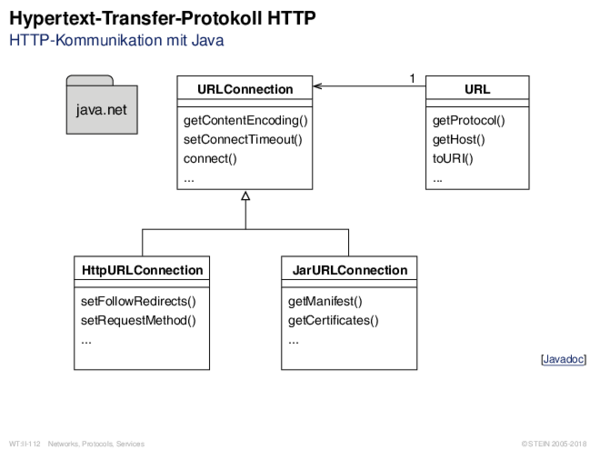 Hypertext-Transfer-Protokoll HTTP
HTTP-Kommunikation mit Java
java.net
URLConnection
getContentEncoding()
setConnectTimeout()
connect()
...
1
URL
getProtocol()
getHost()
toURI()
...
HttpURLConnection
setFollowRedirects()
setRequestMethod()
...
JarURLConnection
getManifest()
getCertificates()
...
[Javadoc]
WT:II-112 Networks, Protocols, Services
© STEIN 2005-2018